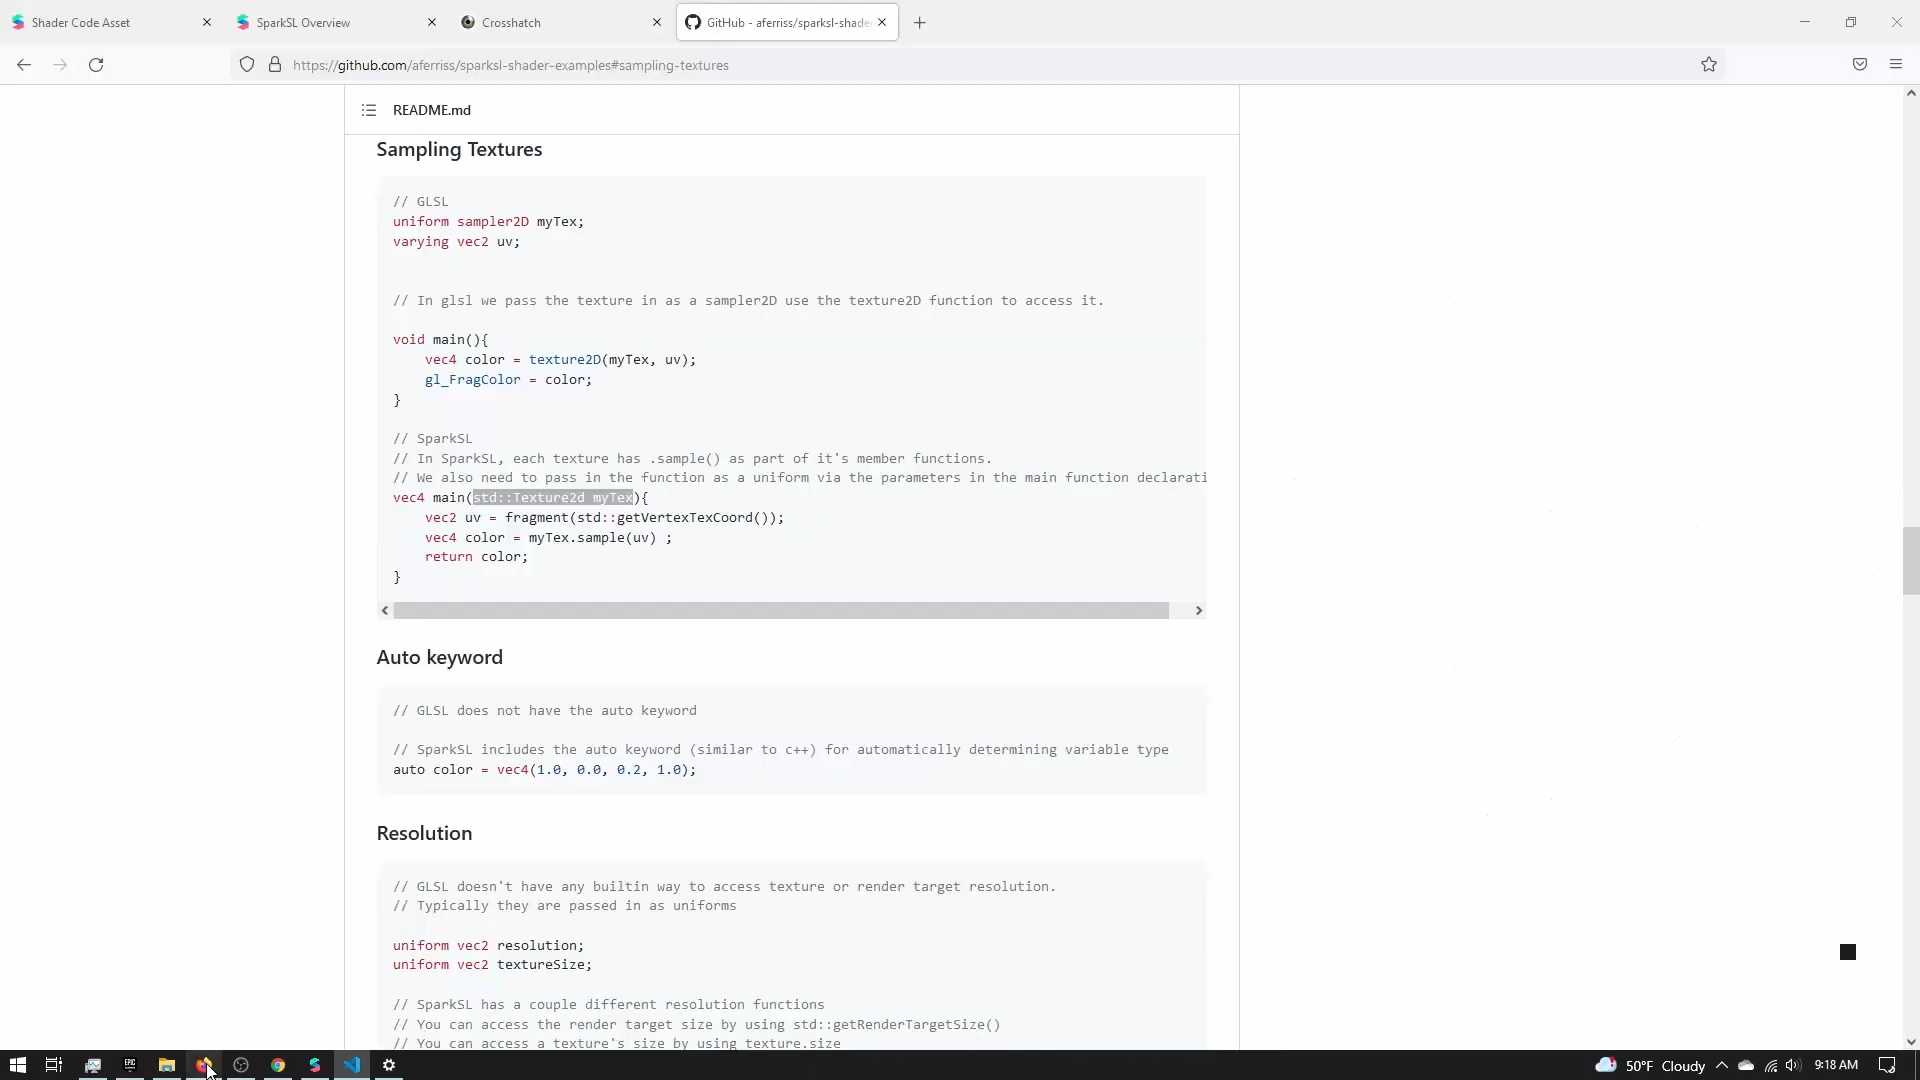 Shader Code Asset
SparkSL Overview
Crosshatch
GitHub - aferriss/sparksl-shade
https://github.com/aferriss/sparksl-shader-examples#sampling-textures
README.md
Sampling Textures
// GLSL
uniform sampler2D myTex;
varying vec2 uv;
// In glsl we pass the texture in as a sampler2D use the texture2D function to access it.
void main(){
vec4 color = texture2D(myTex, uv);
gl_FragColor = color;
}
// SparkSL
// In SparkSL, each texture has .sample() as part of it's member functions.
// We also need to pass in the function as a uniform via the parameters in the main function declarati
vec4 main(std::Texture2d myTex){
vec2 uv = fragment(std::getVertexTexCoord());
vec4 color = myTex.sample(uv) ;
return color;
}
Auto keyword
// GLSL does not have the auto keyword
// SparkSL includes the auto keyword (similar to c++) for automatically determining variable type
auto color = vec4(1.0, 0.0, 0.2, 1.0);
Resolution
// GLSL doesn't have any builtin way to access texture or render target resolution.
// Typically they are passed in as uniforms
uniform vec2 resolution;
uniform vec2 textureSize;
// SparkSL has a couple different resolution functions
// You can access the render target size by using std::getRenderTargetSize()
// You can access a texture's size by using texture.size
EPIC
50°F Cloudy
9:18 AM